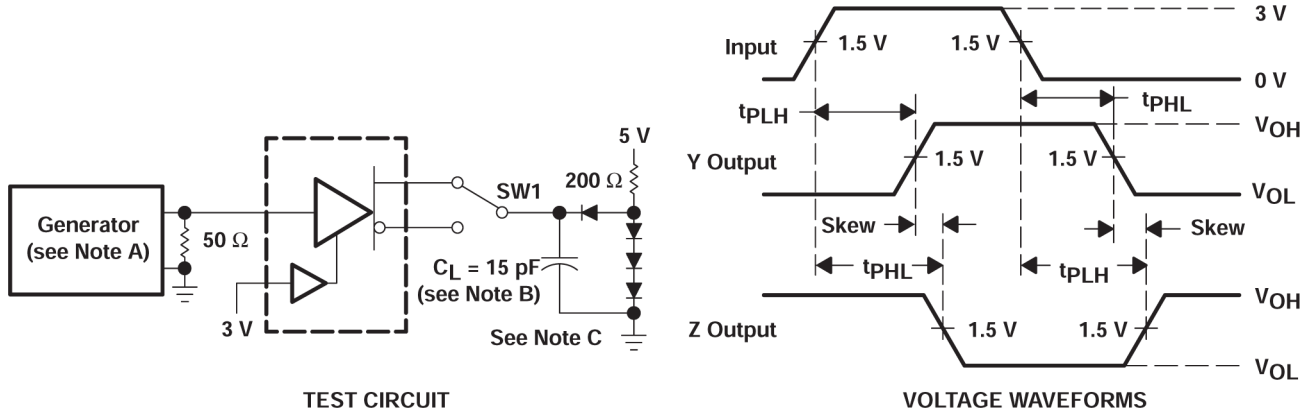 Generator
(see Note A)
50 Ω
3 V
SW1
5 V
200 Ω
CL = 15 pF
(see Note B)
See Note C
TEST CIRCUIT
Input
1.5 V
1.5 V
3 V
0 V
tPLH
tPHL
Y Output
1.5 V
1.5 V
VOH
VOL
Skew
Skew
tPHL
tPLH
Z Output
1.5 V
1.5 V
VOH
VOL
VOLTAGE WAVEFORMS